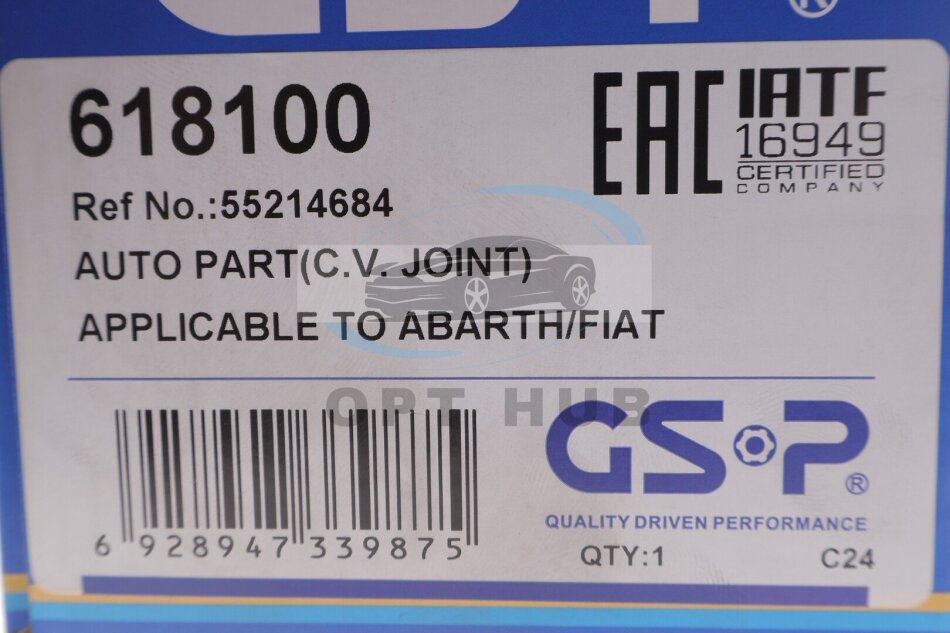 618100
EAC
IATF
16949
CERTIFIED
COMPANY
Ref No.:55214684
AUTO PART(C.V. JOINT)
APPLICABLE TO ABARTH/FIAT
OPT HUB
GSP®
QUALITY DRIVEN PERFORMANCE
6 928947 339875
QTY:1
C24